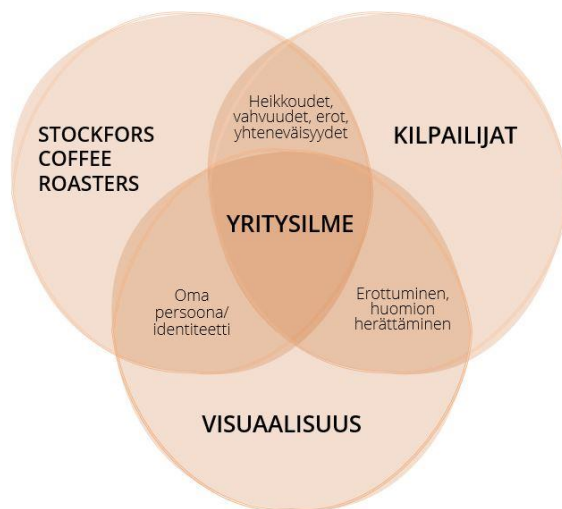 Heikkoudet,
vahvuudet, erot,
yhteneväisyydet
STOCKFORS
COFFEE
ROASTERS
KILPAILIJAT
YRITYSILME
Oma
persoona/
identiteetti
Erottuminen,
huomion
herättäminen
VISUAALISUUS